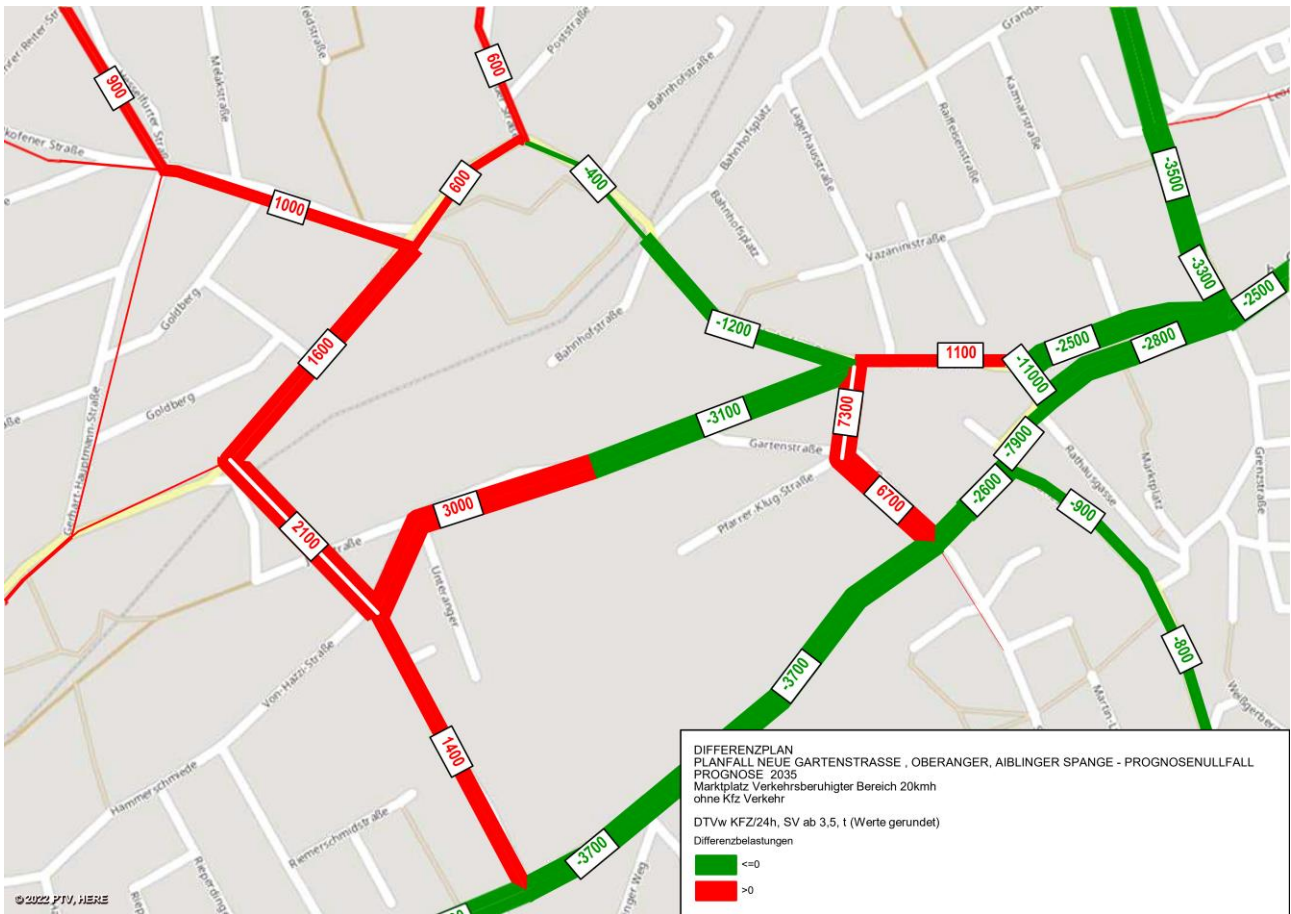 900
600
Poststraße
Melakstraße
1000
600
-400
Bahnhofstraße
Bahnhofsplatz
Lagerhausstraße
Bahnhofsplatz
Raiffeisenstraße
Kazmairstraße
-3500
Vazaninistraße
-3300
-2500
Goldberg
1600
Bahnhofstraße
-1200
1100
-2500
-2800
-11000
Goldberg
Gerhart-Hauptmann-Straße
-3100
7300
Gartenstraße
-7900
Rathausgasse
Marktplatz
Grenzstraße
3000
Pfarrer-Klug-Straße
6700
-2600
-900
2100
Unteranger
-3700
-800
Von-Hazzi-Straße
1400
Hammerschmiede
Riemerschmidstraße
-3700
DIFFERENZPLAN
PLANFALL NEUE GARTENSTRASSE , OBERANGER, AIBLINGER SPANGE - PROGNOSENULLFALL
PROGNOSE 2035
Marktplatz Verkehrsberuhigter Bereich 20kmh
ohne Kfz Verkehr
DTVw KFZ/24h, SV ab 3,5, t (Werte gerundet)
Differenzbelastungen
<=0
>0
© 2022 PTV, HERE